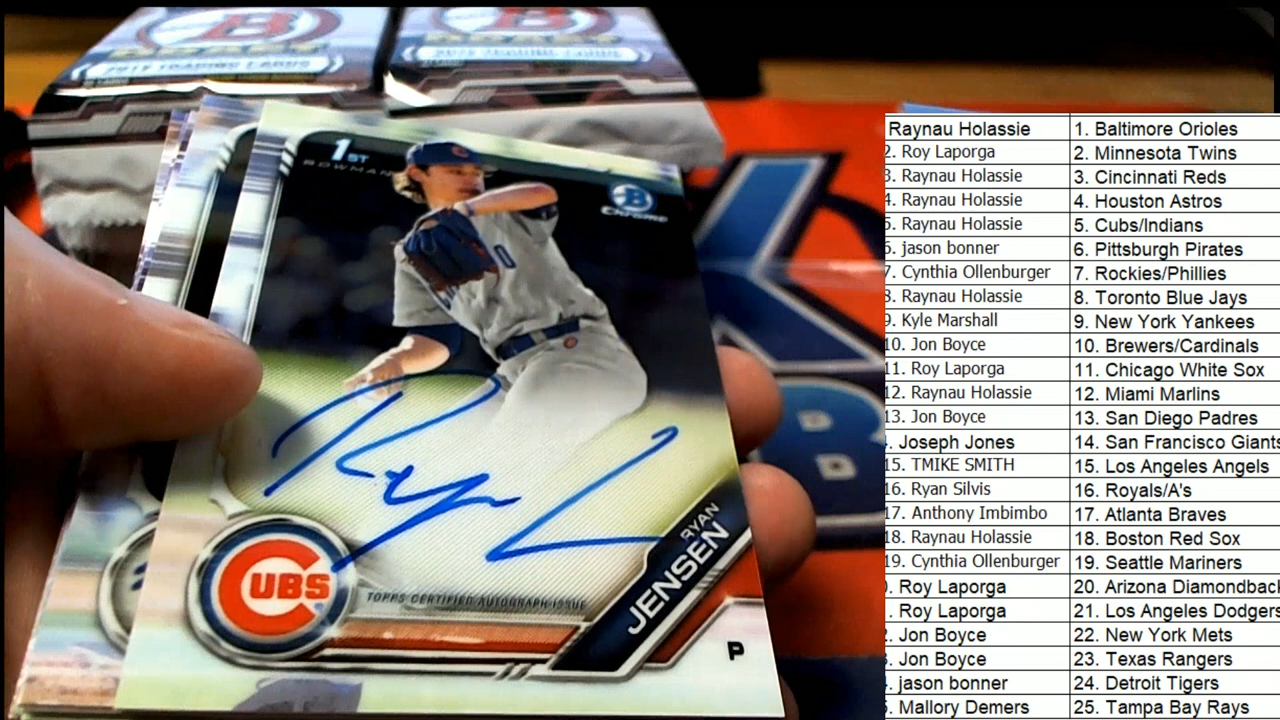 1ST
BOWMAN
B
CHROME
CUBS
TOPPS CERTIFIED AUTOGRAPH ISSUE
RYAN
JENSEN
P
Raynau Holassie 1. Baltimore Orioles
2. Roy Laporga 2. Minnesota Twins
3. Raynau Holassie 3. Cincinnati Reds
4. Raynau Holassie 4. Houston Astros
5. Raynau Holassie 5. Cubs/Indians
6. jason bonner 6. Pittsburgh Pirates
7. Cynthia Ollenburger 7. Rockies/Phillies
8. Raynau Holassie 8. Toronto Blue Jays
9. Kyle Marshall 9. New York Yankees
10. Jon Boyce 10. Brewers/Cardinals
11. Roy Laporga 11. Chicago White Sox
12. Raynau Holassie 12. Miami Marlins
13. Jon Boyce 13. San Diego Padres
. Joseph Jones 14. San Francisco Giants
15. TMIKE SMITH 15. Los Angeles Angels
16. Ryan Silvis 16. Royals/A's
17. Anthony Imbimbo 17. Atlanta Braves
18. Raynau Holassie 18. Boston Red Sox
19. Cynthia Ollenburger 19. Seattle Mariners
. Roy Laporga 20. Arizona Diamondback
. Roy Laporga 21. Los Angeles Dodgers
. Jon Boyce 22. New York Mets
. Jon Boyce 23. Texas Rangers
. jason bonner 24. Detroit Tigers
. Mallory Demers 25. Tampa Bay Rays